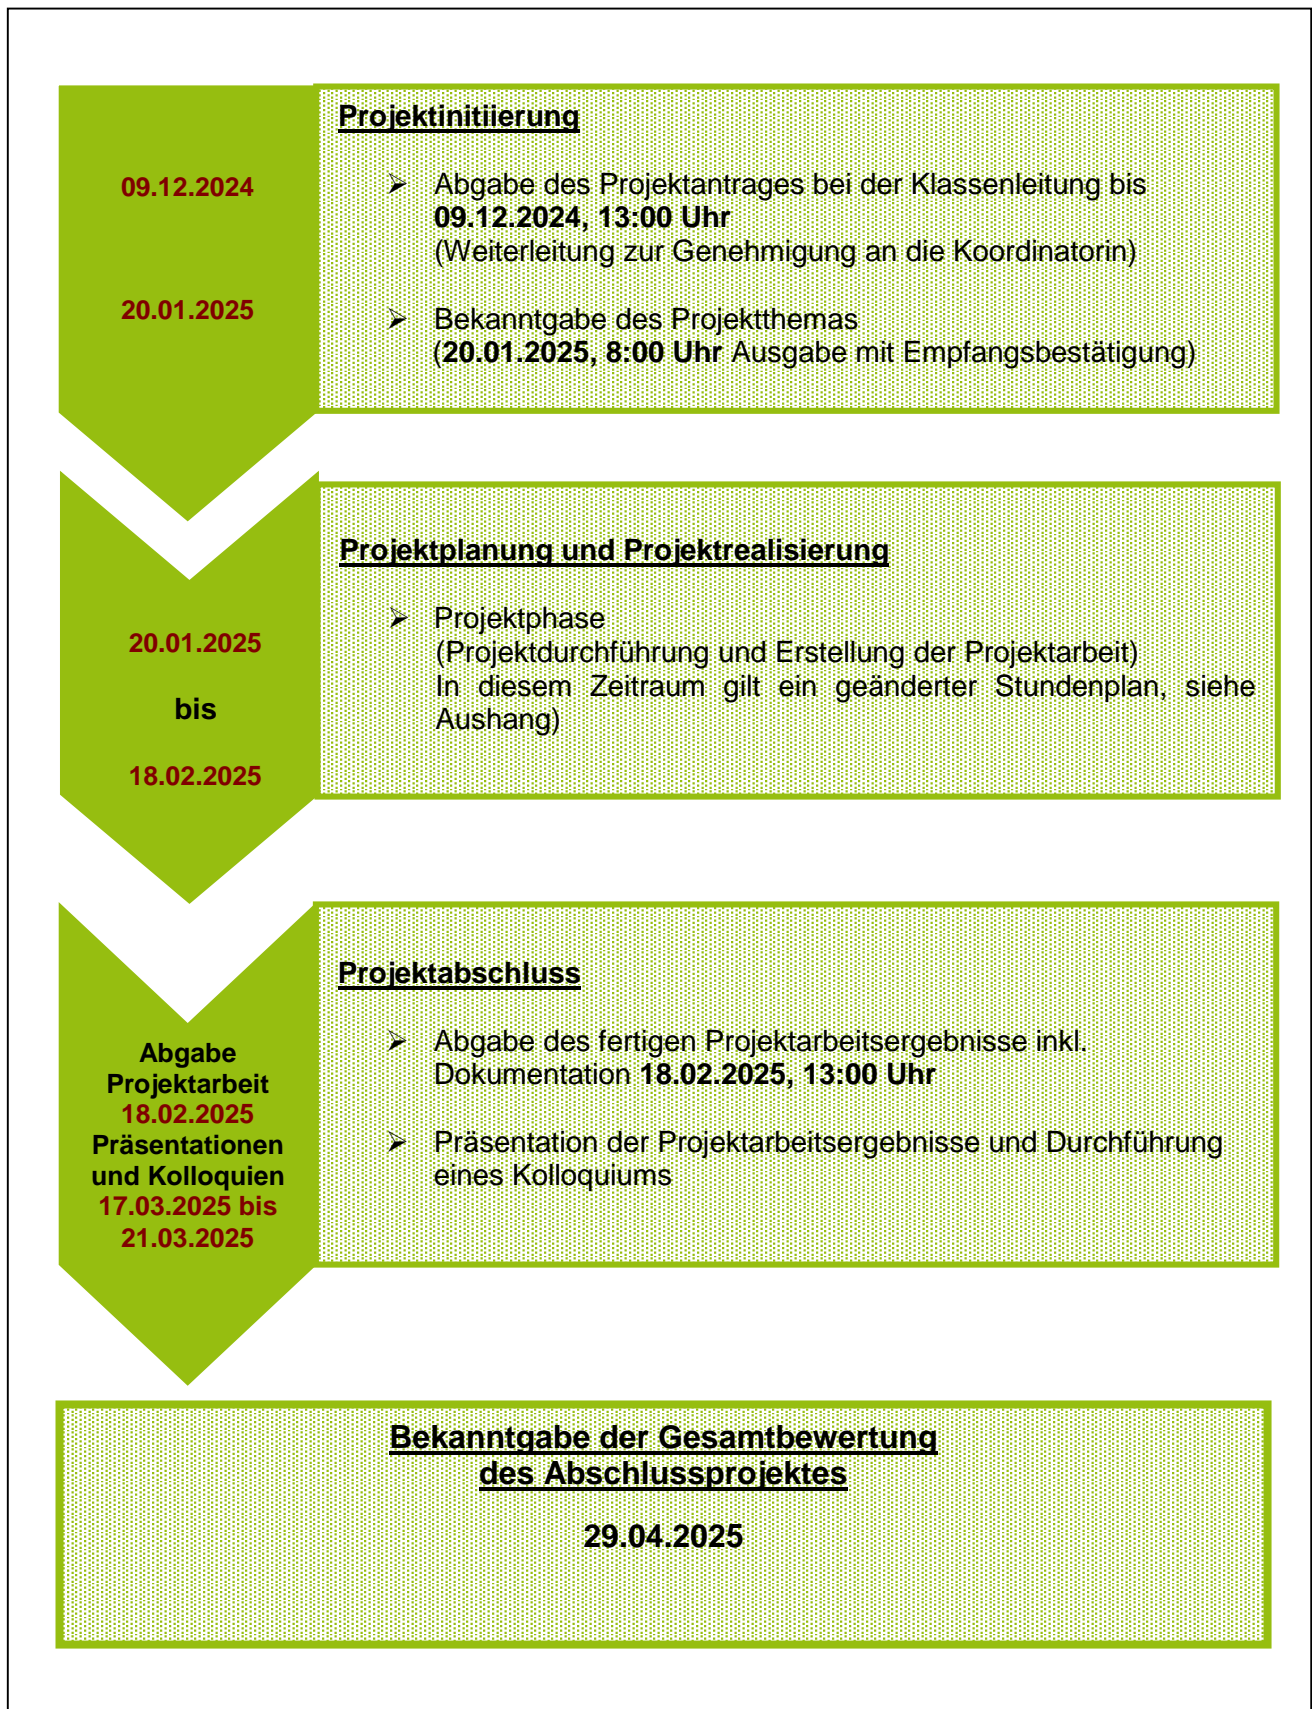 09.12.2024
20.01.2025
Projektinitiierung
➢ Abgabe des Projektantrages bei der Klassenleitung bis
09.12.2024, 13:00 Uhr
(Weiterleitung zur Genehmigung an die Koordinatorin)
➢ Bekanntgabe des Projektthemas
(20.01.2025, 8:00 Uhr Ausgabe mit Empfangsbestätigung)
20.01.2025
bis
18.02.2025
Projektplanung und Projektrealisierung
➢ Projektphase
(Projektdurchführung und Erstellung der Projektarbeit)
In diesem Zeitraum gilt ein geänderter Stundenplan, siehe
Aushang)
Abgabe
Projektarbeit
18.02.2025
Präsentationen
und Kolloquien
17.03.2025 bis
21.03.2025
Projektabschluss
➢ Abgabe des fertigen Projektarbeitsergebnisse inkl.
Dokumentation 18.02.2025, 13:00 Uhr
➢ Präsentation der Projektarbeitsergebnisse und Durchführung
eines Kolloquiums
Bekanntgabe der Gesamtbewertung
des Abschlussprojektes
29.04.2025